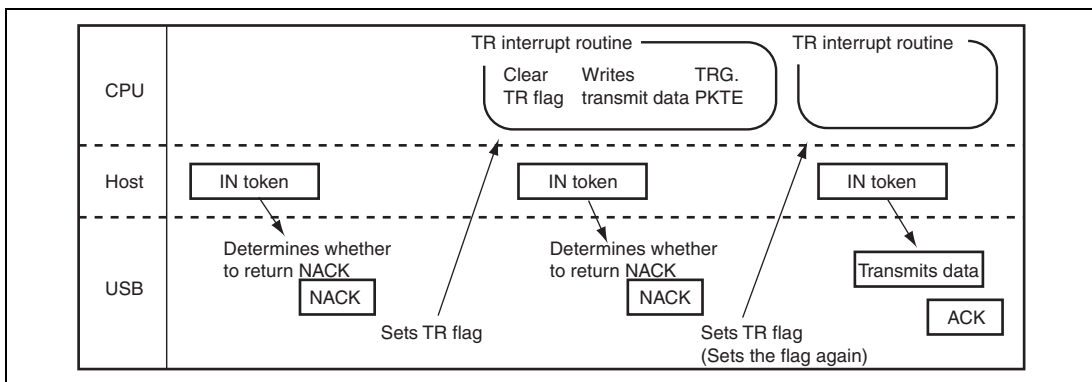 CPU
TR interrupt routine
Clear Writes TRG.
TR flag transmit data PKTE
TR interrupt routine
Host
IN token
IN token
IN token
USB
Determines whether
to return NACK
NACK
Sets TR flag
Determines whether
to return NACK
NACK
Sets TR flag
(Sets the flag again)
Transmits data
ACK